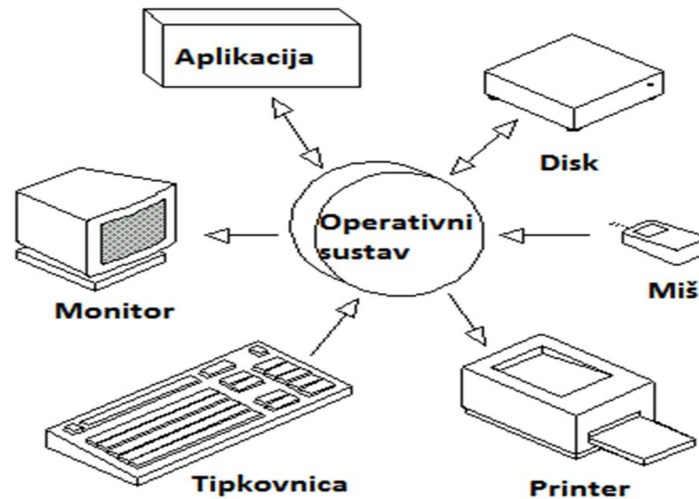 Aplikacija
Disk
Operativni
sustav
Monitor
Miš
Tipkovnica
Printer